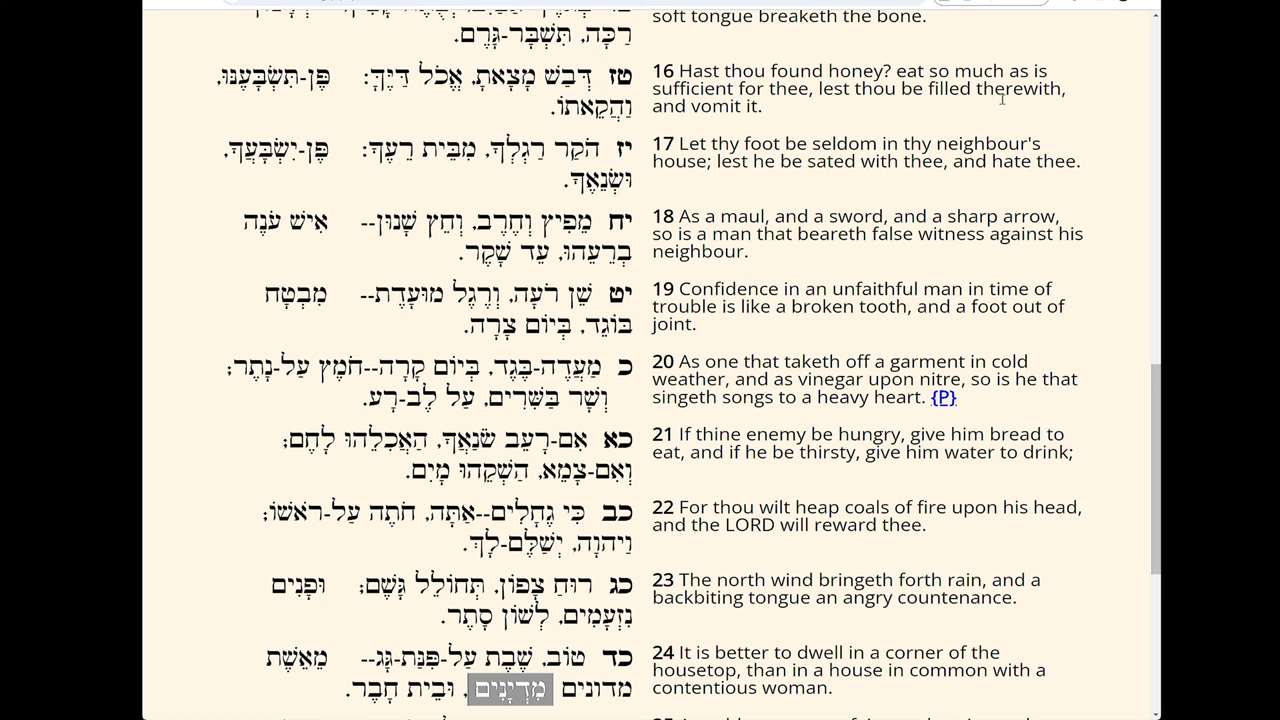 soft tongue breaketh the bone.
רַכָּה, תִּשְׁבָּר-גָּרֶם.
טז דְּבַשׁ מָצָאתָ, אֱכֹל דַּיֶּךָּ: פֶּן-תִּשְׂבָּעֶנּוּ,
וַהֲקֵאתוֹ.
16 Hast thou found honey? eat so much as is
sufficient for thee, lest thou be filled therewith,
and vomit it.
יז הֹקַר רַגְלְךָ, מִבֵּית רֵעֶךָ: פֶּן-יִשְׂבָּעֲךָ,
וּשְׂנֵאֶךָ.
17 Let thy foot be seldom in thy neighbour's
house; lest he be sated with thee, and hate thee.
יח מֵפִיץ וְחֶרֶב, וְחֵץ שָׁנוּן-- אִישׁ עֹנֶה
בְרֵעֵהוּ, עֵד שָׁקֶר.
18 As a maul, and a sword, and a sharp arrow,
so is a man that beareth false witness against his
neighbour.
יט שֵׁן רֹעָה, וְרֶגֶל מוּעָדֶת-- מִבְטָח
בּוֹגֵד, בְּיוֹם צָרָה.
19 Confidence in an unfaithful man in time of
trouble is like a broken tooth, and a foot out of
joint.
כ מַעֲדֶה-בֶּגֶד, בְּיוֹם קָרָה--חֹמֶץ עַל-נָתֶר;
וְשָׁר בַּשִּׁרִים, עַל לֶב-רָע.
20 As one that taketh off a garment in cold
weather, and as vinegar upon nitre, so is he that
singeth songs to a heavy heart. {P}
כא אִם-רָעֵב שֹׂנַאֲךָ, הַאֲכִלֵהוּ לָחֶם;
וְאִם-צָמֵא, הַשְׁקֵהוּ מָיִם.
21 If thine enemy be hungry, give him bread to
eat, and if he be thirsty, give him water to drink;
כב כִּי גֶחָלִים--אַתָּה, חֹתֶה עַל-רֹאשׁוֹ;
וַיהוָה, יְשַׁלֶּם-לָךְ.
22 For thou wilt heap coals of fire upon his head,
and the LORD will reward thee.
כג רוּחַ צָפוֹן, תְּחוֹלֵל גָּשֶׁם; וּפָנִים
נִזְעָמִים, לְשׁוֹן סָתֶר.
23 The north wind bringeth forth rain, and a
backbiting tongue an angry countenance.
כד טוֹב, שֶׁבֶת עַל-פִּנַּת-גָּג-- מֵאֵשֶׁת
מדונים מִדְיָנִים, וּבֵית חָבֶר.
24 It is better to dwell in a corner of the
housetop, than in a house in common with a
contentious woman.